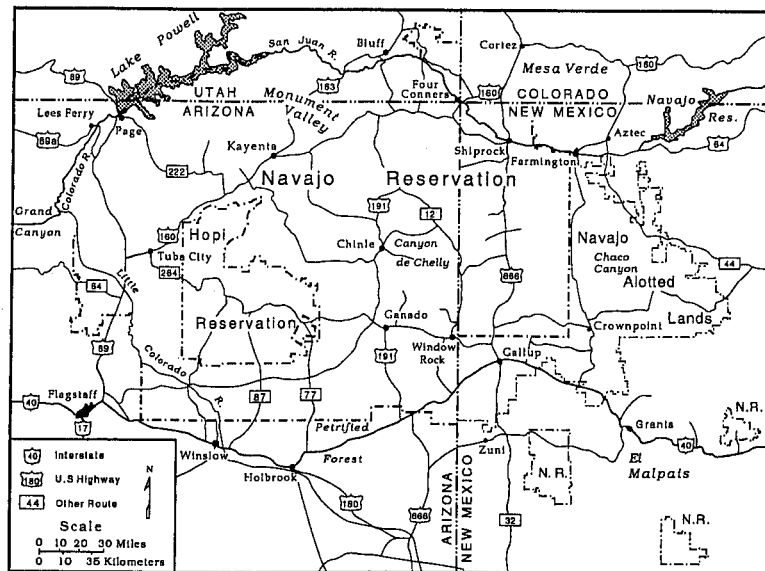 Lake
Powell
San Juan R.
Bluff
Cortez
Mesa Verde
89
163
160
160
UTAH
ARIZONA
Monument
Valley
Four
Conners
COLORADO
NEW MEXICO
Navajo
Res.
Lees Ferry
Page
89a
Colorado R.
Kayenta
Shiprock
Farmington
Aztec
64
222
Navajo
Reservation
191
12
Grand
Canyon
Hopi
160
Tuba City
264
Chinle
Canyon
de Chelly
666
Navajo
Chaco
Canyon
44
Alotted
Lands
64
Little
Colorado
R.
Reservation
Ganado
Window
Rock
Crownpoint
89
191
Gallup
Flagstaff
40
17
87
77
Petrified
Forest
Winslow
Holbrook
180
666
Zuni
N.R.
N.R.
Grants
40
El
Malpais
N.R.
32
ARIZONA
NEW MEXICO
40 Interstate
180 U.S Highway
44 Other Route
N
Scale
0 10 20 30 Miles
0 10 35 Kilometers